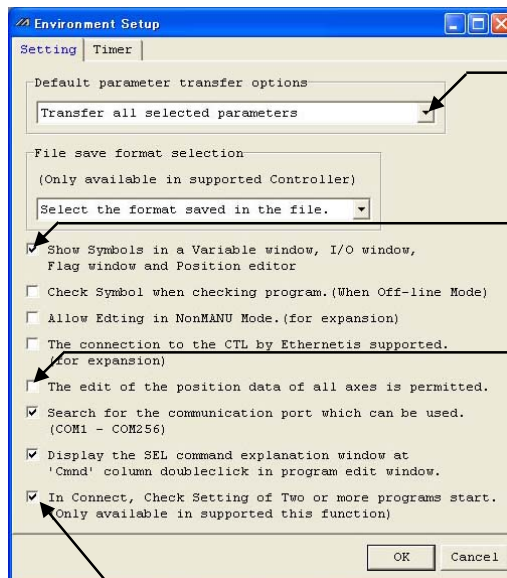 Environment Setup
Setting Timer
Default parameter transfer options
Transfer all selected parameters
File save format selection
(Only available in supported Controller)
Select the format saved in the file.
Show Symbols in a Variable window, I/O window,
Flag window and Position editor
Check Symbol when checking program.(When Off-line Mode)
Allow Edting in NonMANU Mode.(for expansion)
The connection to the CTL by Ethernetis supported.
(for expansion)
The edit of the position data of all axes is permitted.
Search for the communication port which can be used.
(COM1 - COM256)
Display the SEL command explanation window at
'Cmnd' column doubleclick in program edit window.
In Connect, Check Setting of Two or more programs start.
(Only available in supported this function)
OK Cancel